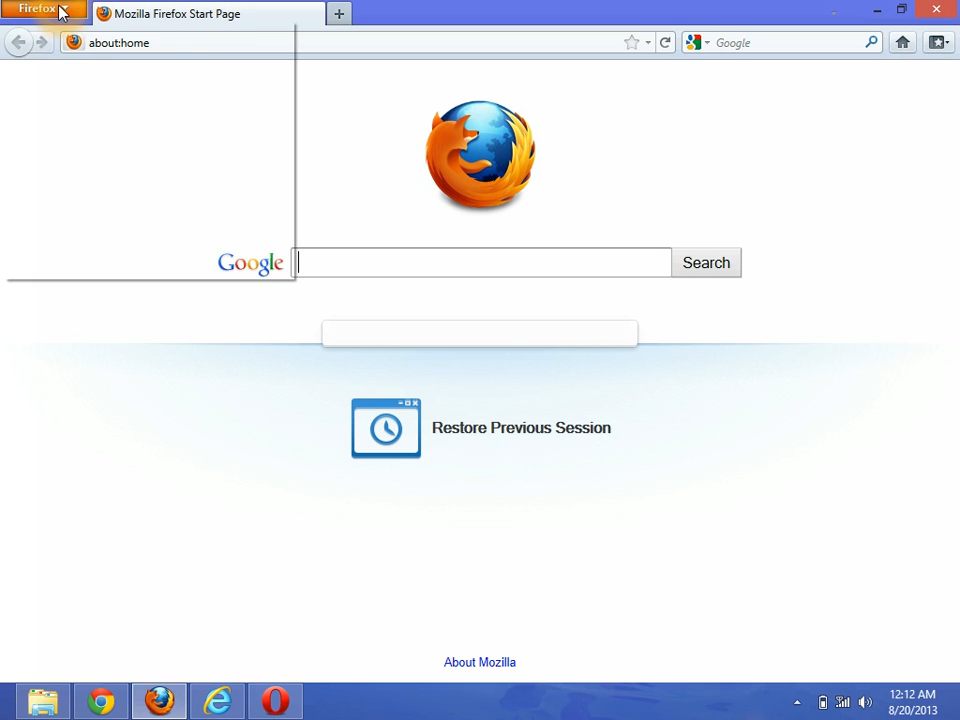 Firefox
Mozilla Firefox Start Page
about:home
Google
Google
Search
Restore Previous Session
About Mozilla
12:12 AM
8/20/2013